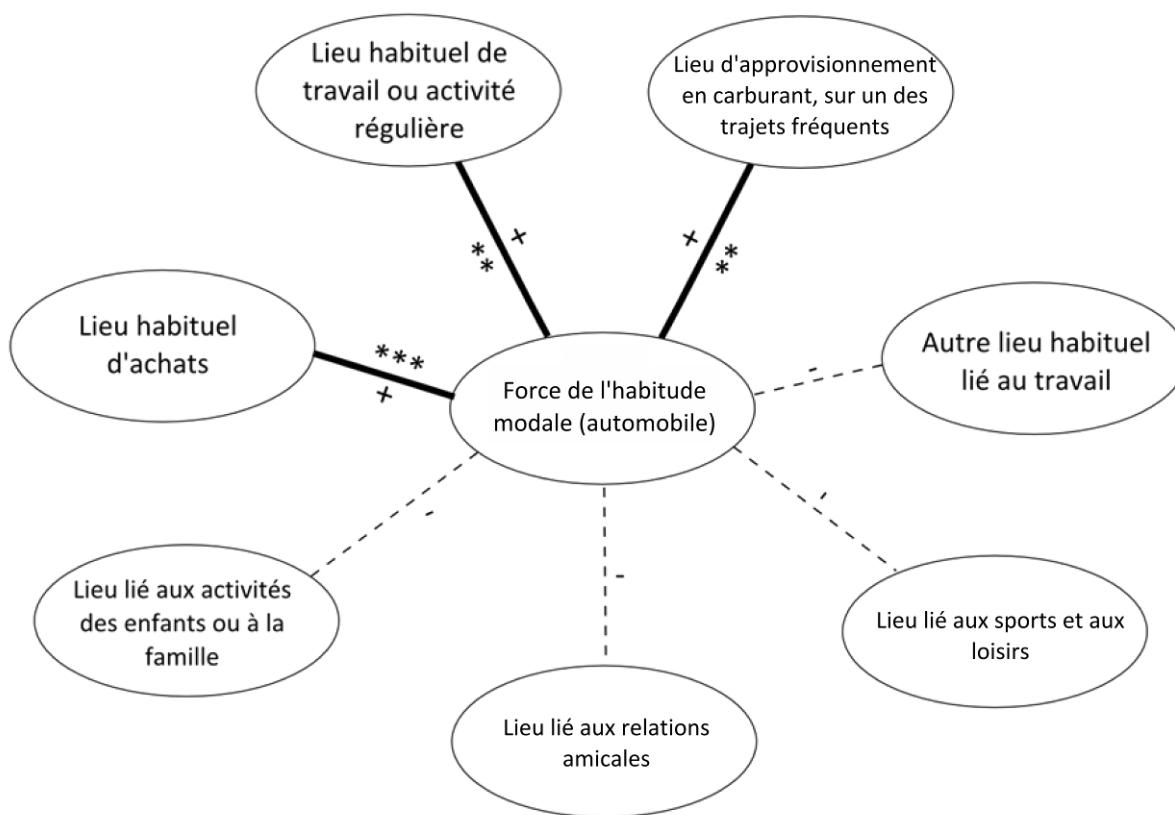 Lieu habituel de
travail ou activité
régulière
Lieu d'approvisionnement
en carburant, sur un des
trajets fréquents
+
**
+
**
Lieu habituel
d'achats
***
+
Autre lieu habituel
lié au travail
-
Force de l'habitude
modale (automobile)
-
-
-
Lieu lié aux activités
des enfants ou à la
famille
Lieu lié aux sports et aux
loisirs
Lieu lié aux relations
amicales